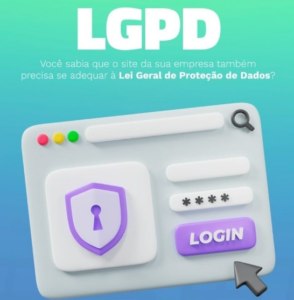 LGPD
Você sabia que o site da sua empresa também
precisa se adequar à Lei Geral de Proteção de Dados?
****
LOGIN